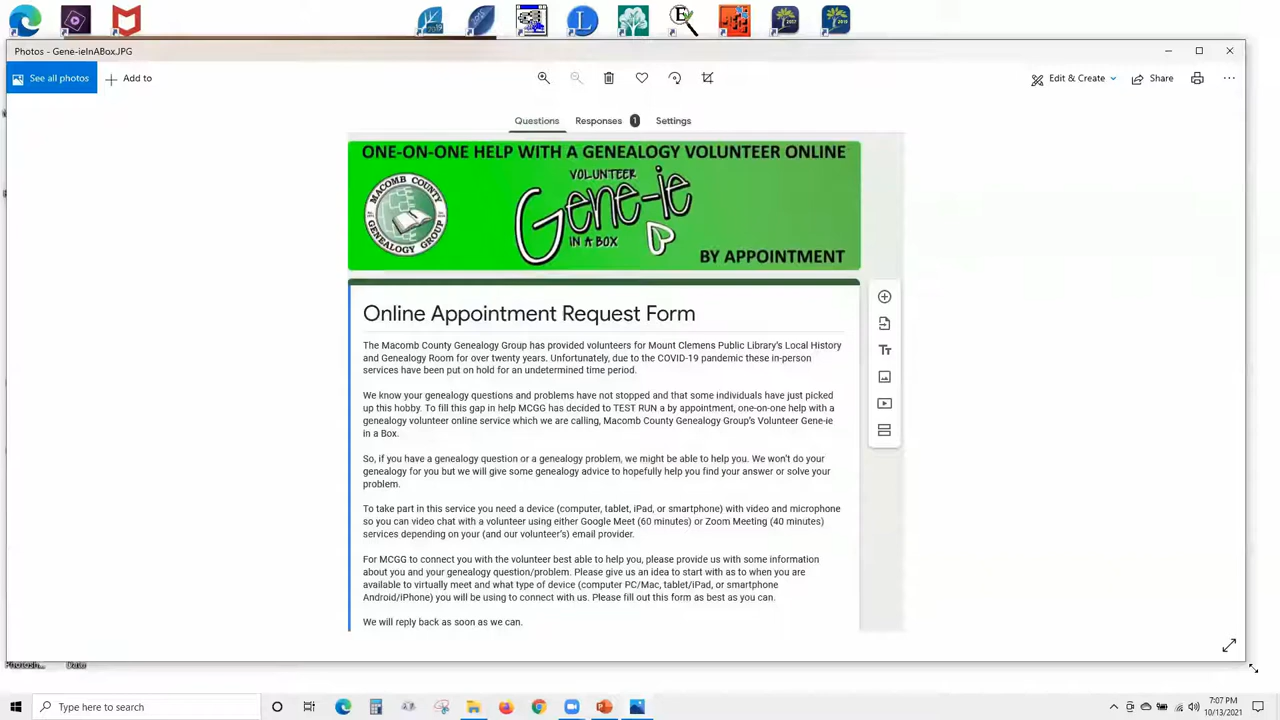 2019
L
E
2017
2019
Photos - Gene-ieInABox.JPG
See all photos
Add to
Edit & Create
Share
Questions
Responses 1
Settings
ONE-ON-ONE HELP WITH A GENEALOGY VOLUNTEER ONLINE
MACOMB COUNTY
GENEALOGY GROUP
VOLUNTEER
Gene-ie
IN A BOX
BY APPOINTMENT
Online Appointment Request Form
The Macomb County Genealogy Group has provided volunteers for Mount Clemens Public Library's Local History
and Genealogy Room for over twenty years. Unfortunately, due to the COVID-19 pandemic these in-person
services have been put on hold for an undetermined time period.
We know your genealogy questions and problems have not stopped and that some individuals have just picked
up this hobby. To fill this gap in help MCGG has decided to TEST RUN a by appointment, one-on-one help with a
genealogy volunteer online service which we are calling, Macomb County Genealogy Group's Volunteer Gene-ie
in a Box.
So, if you have a genealogy question or a genealogy problem, we might be able to help you. We won't do your
genealogy for you but we will give some genealogy advice to hopefully help you find your answer or solve your
problem.
To take part in this service you need a device (computer, tablet, iPad, or smartphone) with video and microphone
so you can video chat with a volunteer using either Google Meet (60 minutes) or Zoom Meeting (40 minutes)
services depending on your (and our volunteer's) email provider.
For MCGG to connect you with the volunteer best able to help you, please provide us with some information
about you and your genealogy question/problem. Please give us an idea to start with as to when you are
available to virtually meet and what type of device (computer PC/Mac, tablet/iPad, or smartphone
Android/iPhone) you will be using to connect with us. Please fill out this form as best as you can.
We will reply back as soon as we can.
Photosh...
Data
Type here to search
7:07 PM
10/13/2021